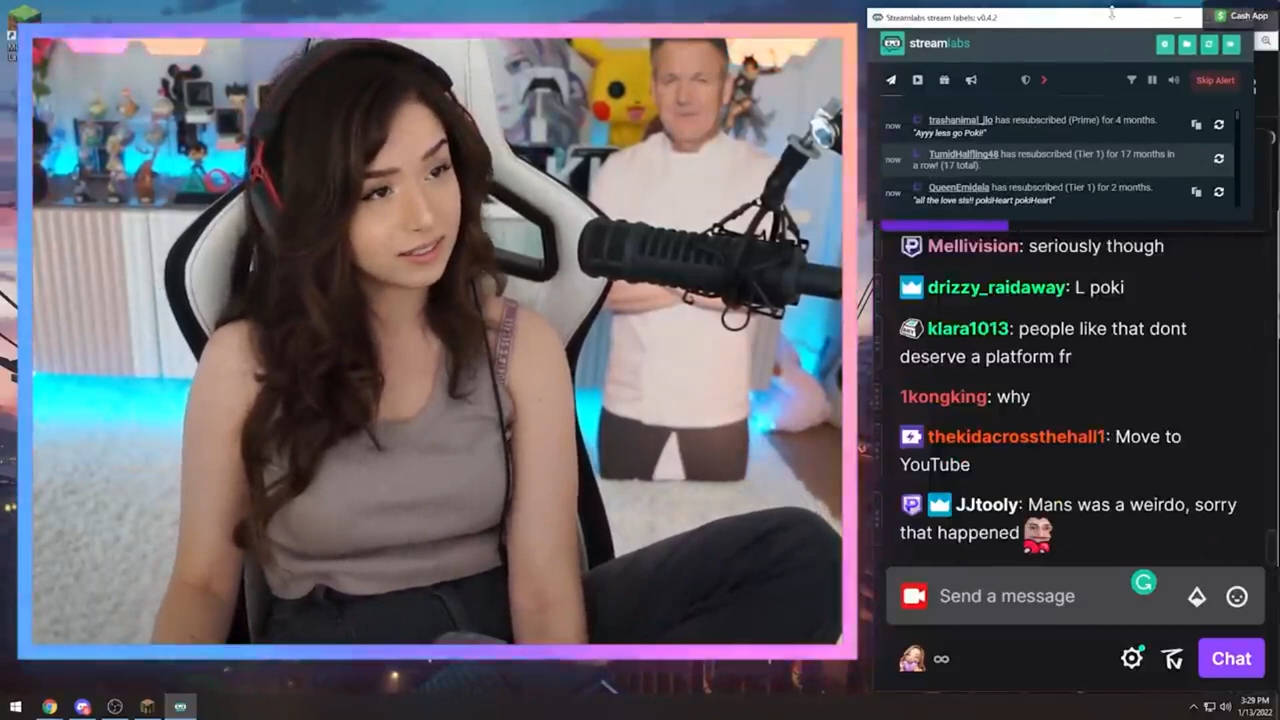 Streamlabs stream labels: v0.4.2
Cash App
streamlabs
Skip Alert
now
trashanimal_jlo has resubscribed (Prime) for 4 months.
"Ayyy less go Poki!"
now
TumidHalfling48 has resubscribed (Tier 1) for 17 months in
a row! (17 total).
now
QueenEmidala has resubscribed (Tier 1) for 2 months.
"all the love sis!! pokiHeart pokiHeart"
Mellivision: seriously though
drizzy_raidaway: L poki
klara1013: people like that dont
deserve a platform fr
1kongking: why
thekidacrossthehall1: Move to
YouTube
JJtooly: Mans was a weirdo, sorry
that happened
Send a message
∞
Chat
3:29 PM
1/13/2022